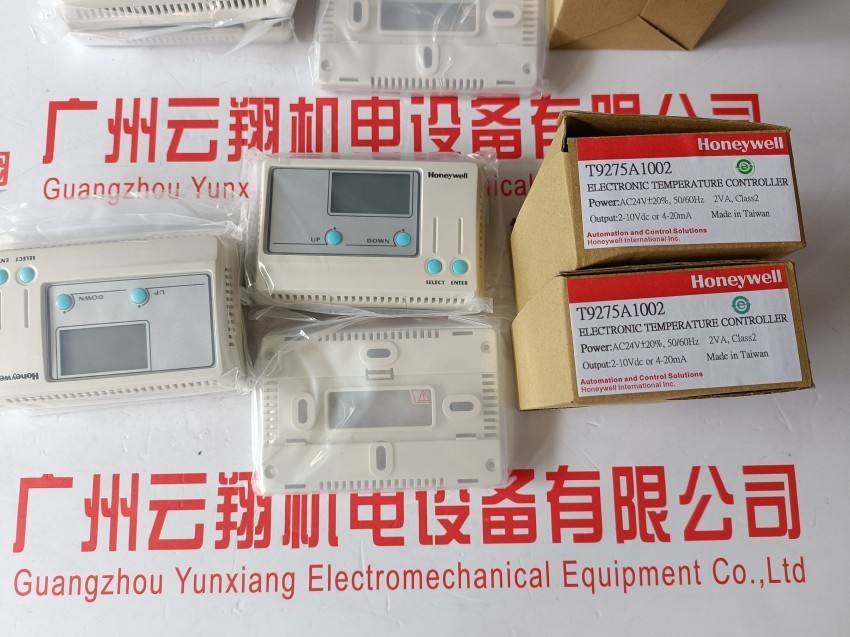 广州云翔机电设备有限公司
Guangzhou Yunx
Honeywell
UP
DOWN
SELECT ENTER
SELECT
DOWN
UP
Honeywell
Honeywell
T9275A1002
ELECTRONIC TEMPERATURE CONTROLLER
Power:AC24V±20%, 50/60Hz 2VA, Class2
Output:2-10Vdc or 4-20mA Made in Taiwan
Automation and Control Solutions
Honeywell International Inc.
Honeywell
T9275A1002
ELECTRONIC TEMPERATURE CONTROLLER
Power:AC24V±20%, 50/60Hz 2VA, Class2
Output:2-10Vdc or 4-20mA Made in Taiwan
Automation and Control Solutions
Honeywell International Inc.
广州云翔机电设备有限公司
Guangzhou Yunxiang Electromechanical Equipment Co.,Ltd